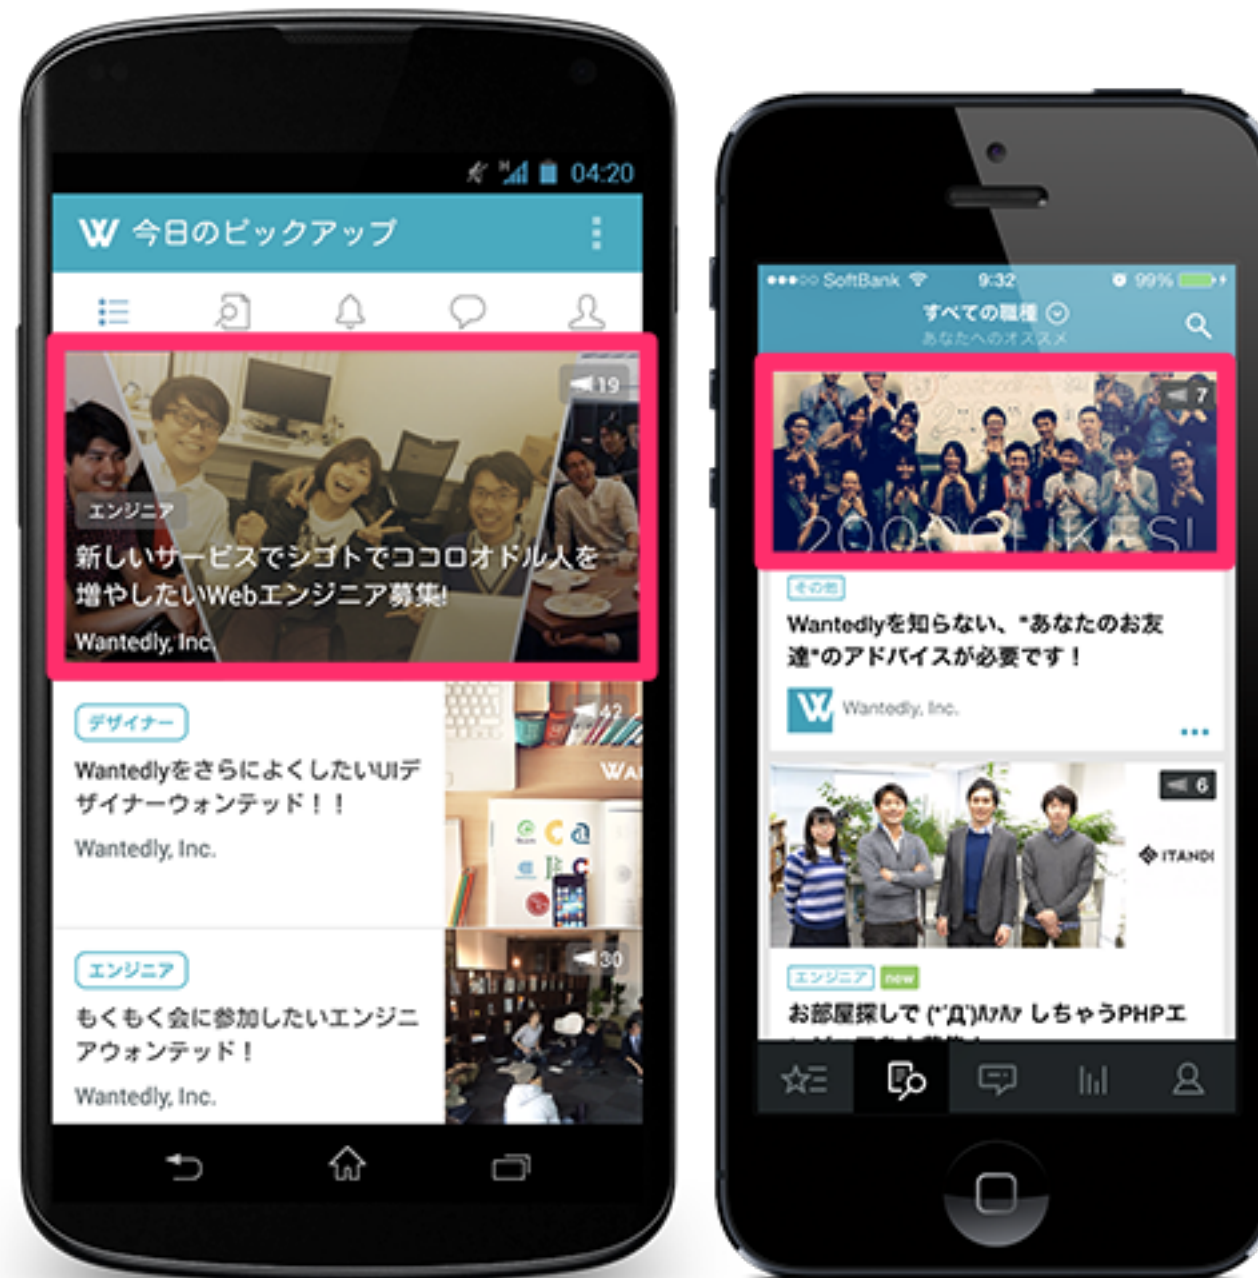 04:20
W 今日のピックアップ
19
エンジニア
新しいサービスでシゴトでココロオドル人を
増やしたいWebエンジニア募集!
Wantedly, Inc.
デザイナー
42
Wantedlyをさらによくしたい!UIデ
ザイナーウォンテッド!!
Wantedly, Inc.
エンジニア
30
もくもく会に参加したいエンジニ
アウォンテッド!
Wantedly, Inc.
SoftBank 9:32 99%
すべての職種
あなたへのオススメ
7
20000 LIKES!
その他
Wantedlyを知らない、"あなたのお友
達"のアドバイスが必要です!
W Wantedly, Inc.
6
ITANDI
エンジニア new
お部屋探しで (*´Д`)ﾊｧﾊｧ しちゃうPHPエ